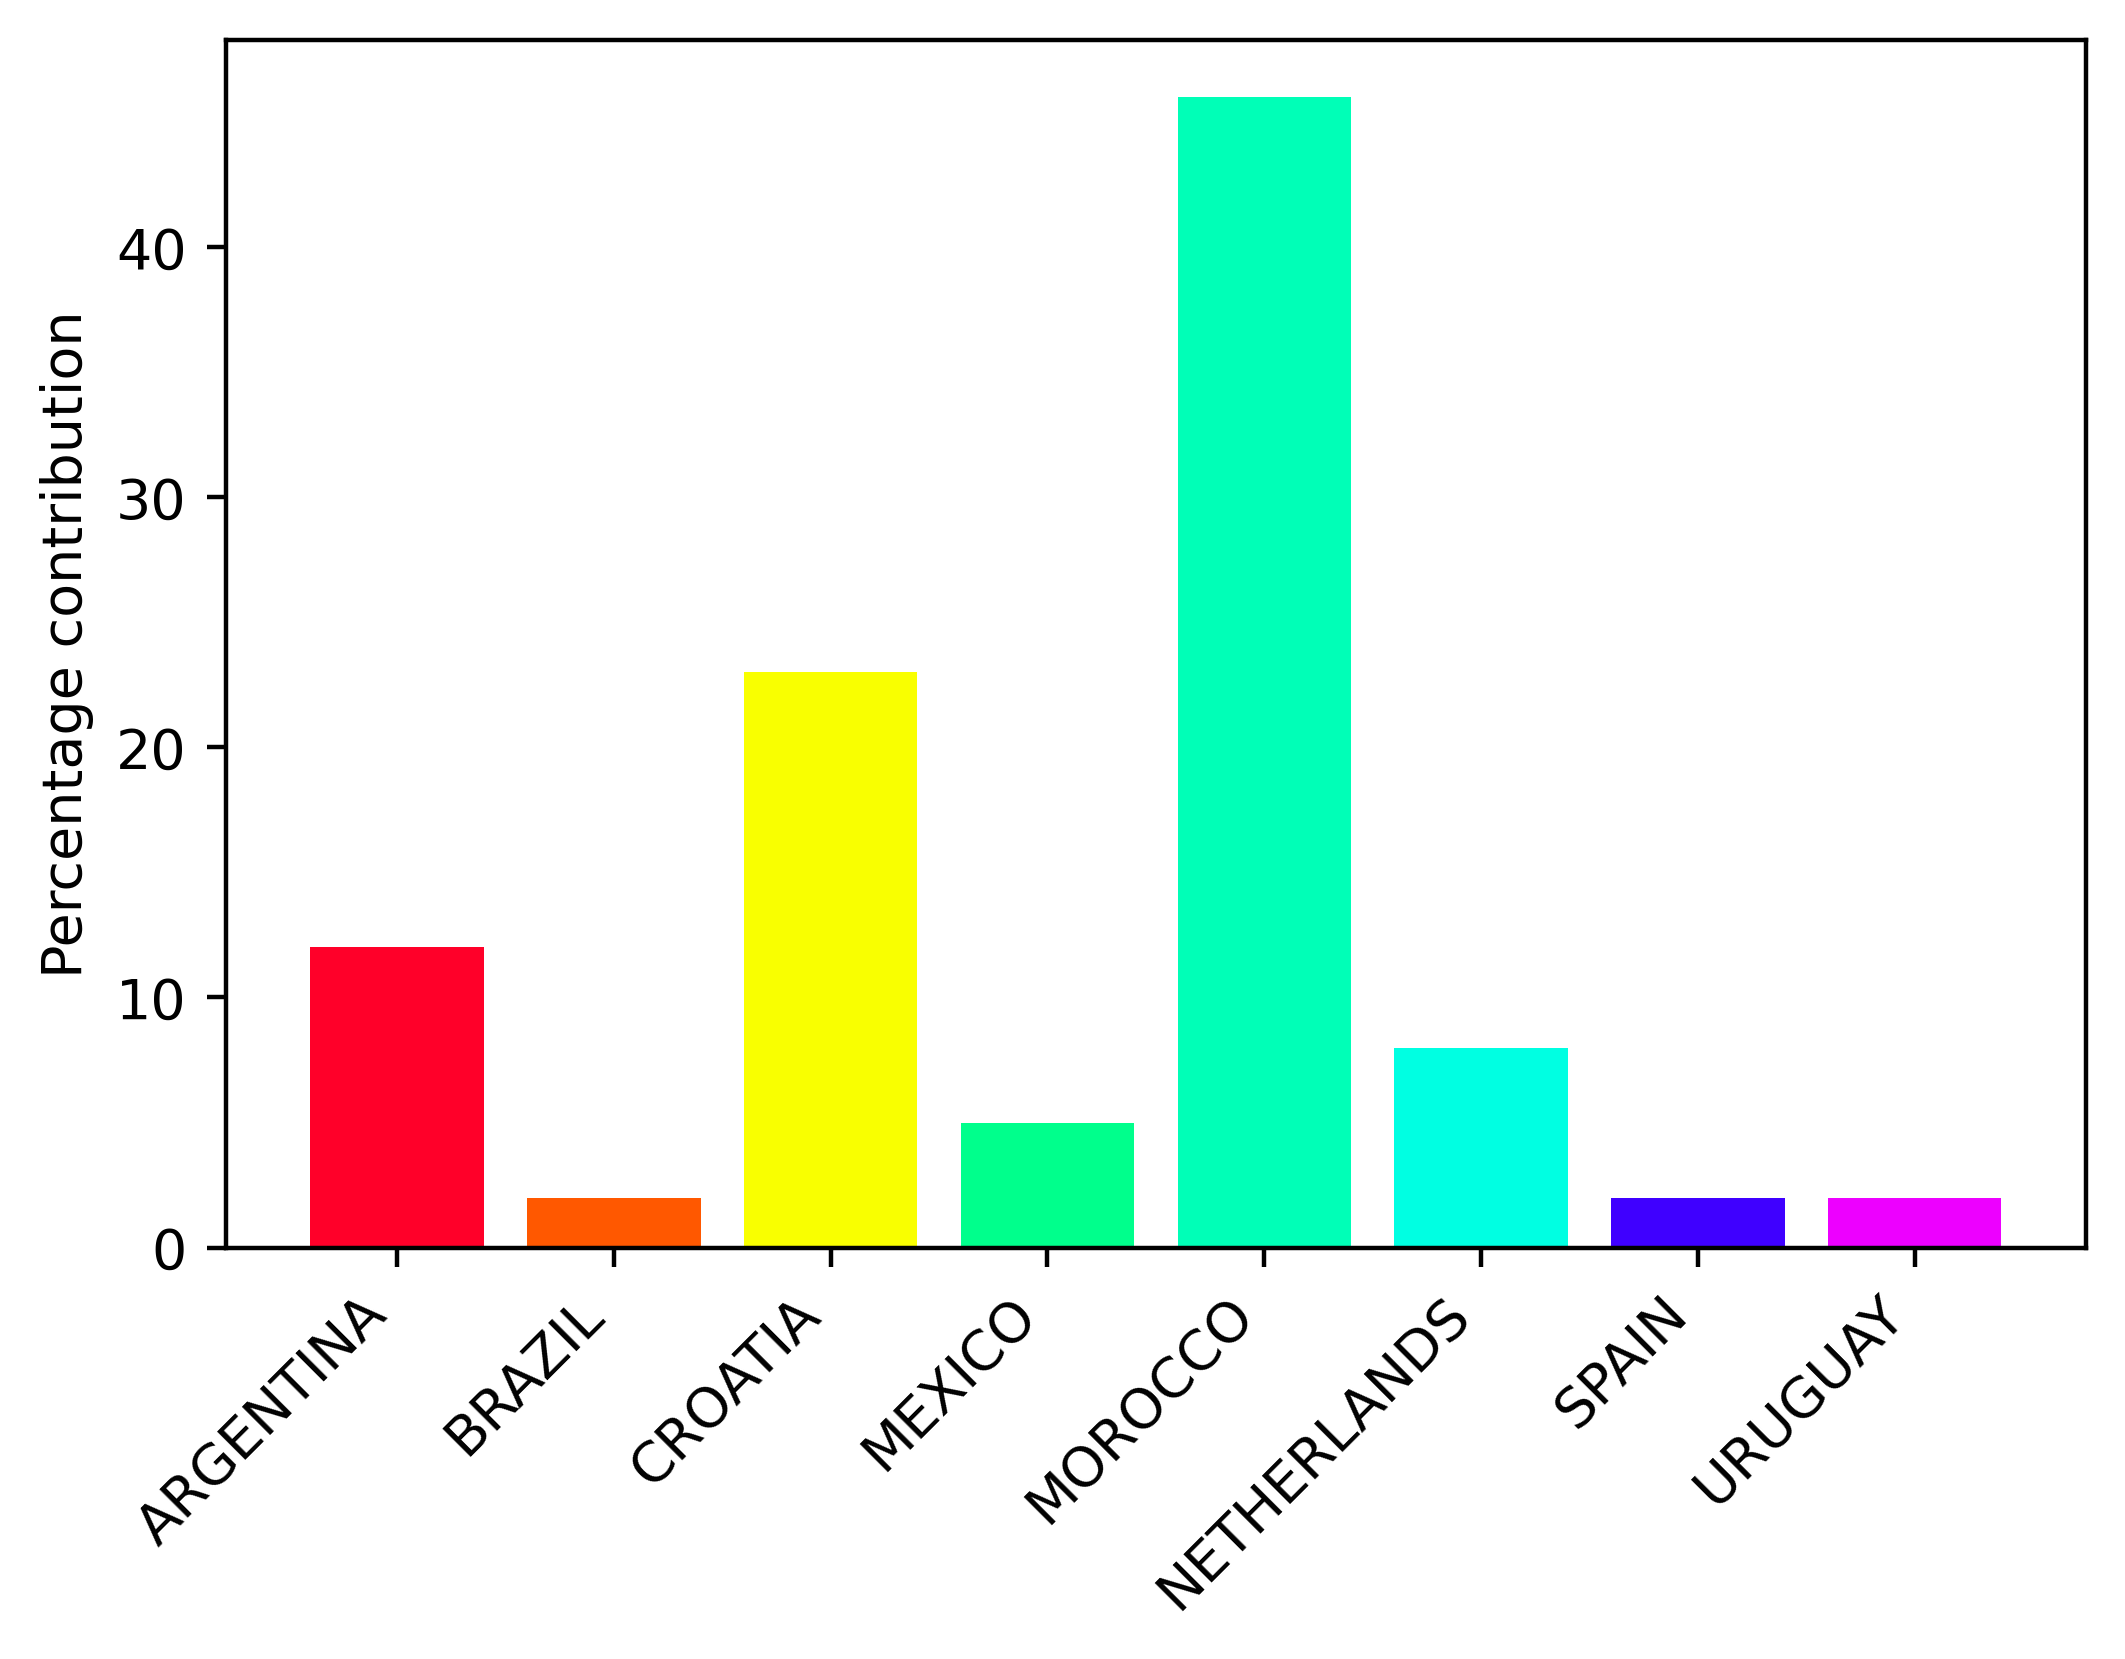 Percentage contribution
40
30
20
10
0
ARGENTINA
BRAZIL
CROATIA
MEXICO
MOROCCO
NETHERLANDS
SPAIN
URUGUAY